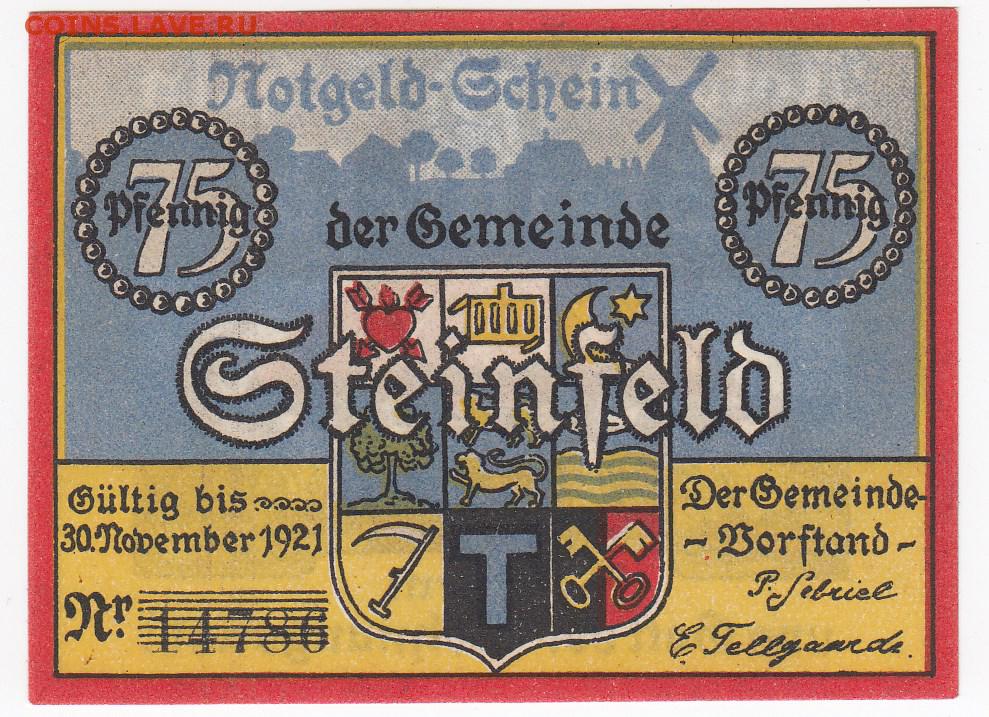 COINS.LAVE.RU
Notgeld-Schein
75
Pfennig
75
Pfennig
der Gemeinde
Steinfeld
Gültig bis
30. November 1921
Der Gemeinde-
- Vorstand -
T
Nr. 14786
P.
E. Tellgaardt.